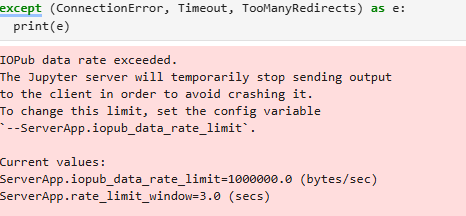 except (ConnectionError, Timeout, TooManyRedirects) as e:
  print(e)
IOPub data rate exceeded.
The Jupyter server will temporarily stop sending output
to the client in order to avoid crashing it.
To change this limit, set the config variable
`--ServerApp.iopub_data_rate_limit`.

Current values:
ServerApp.iopub_data_rate_limit=1000000.0 (bytes/sec)
ServerApp.rate_limit_window=3.0 (secs)